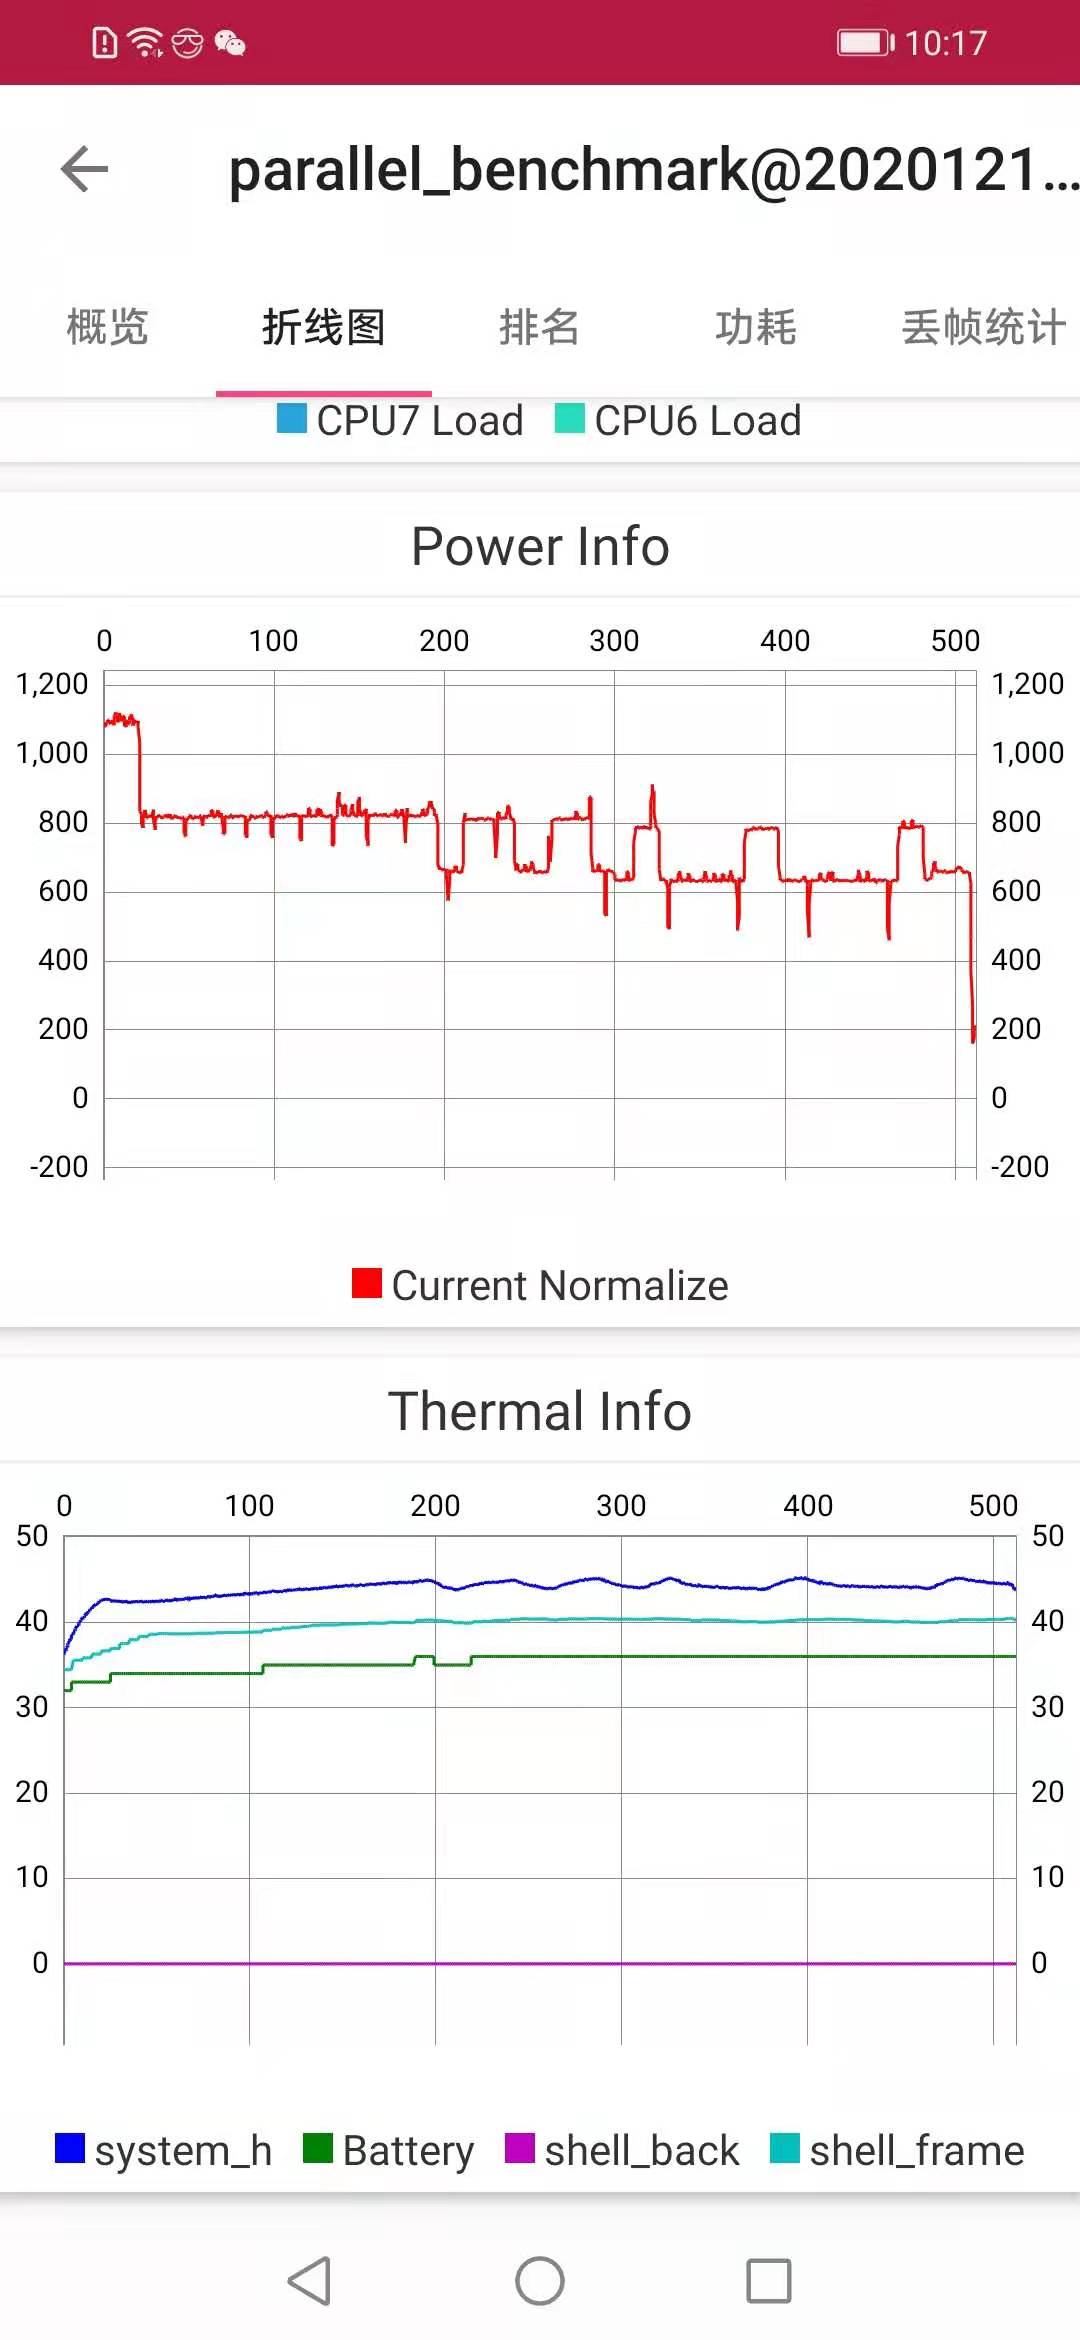 10:17
parallel_benchmark@2020121...
概览 折线图 排名 功耗 丢帧统计
CPU7 Load CPU6 Load
Power Info
0 100 200 300 400 500
1,200 1,200
1,000 1,000
800 800
600 600
400 400
200 200
0 0
-200 -200
Current Normalize
Thermal Info
0 100 200 300 400 500
50 50
40 40
30 30
20 20
10 10
0 0
system_h Battery shell_back shell_frame